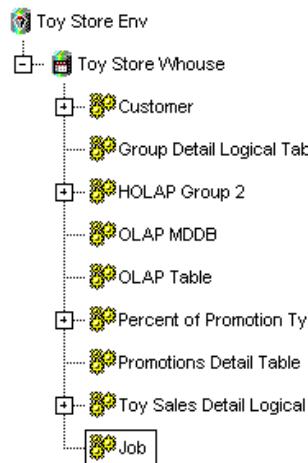 Toy Store Env
Toy Store Whouse
Customer
Group Detail Logical Tab
HOLAP Group 2
OLAP MDDB
OLAP Table
Percent of Promotion Ty
Promotions Detail Table
Toy Sales Detail Logical
Job